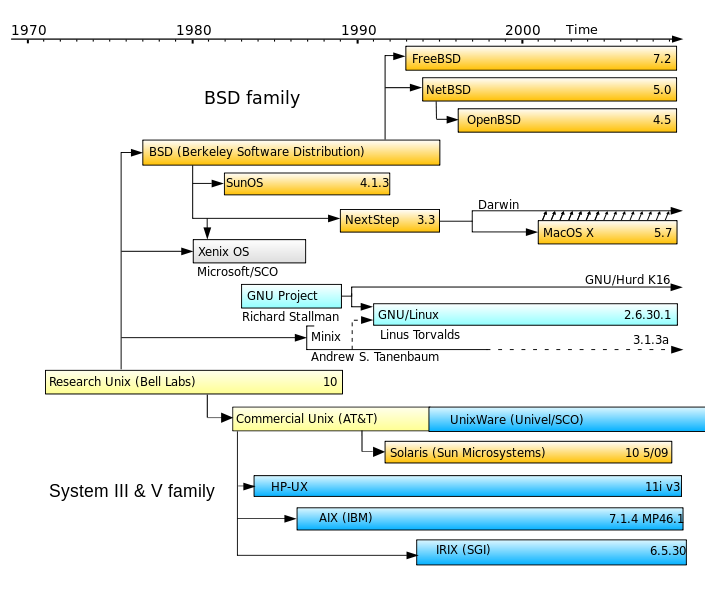 1970 1980 1990 2000 Time
FreeBSD 7.2
NetBSD 5.0
BSD family
OpenBSD 4.5
BSD (Berkeley Software Distribution)
SunOS 4.1.3
Darwin
NextStep 3.3
MacOS X 5.7
Xenix OS
Microsoft/SCO
GNU/Hurd K16
GNU Project
Richard Stallman
GNU/Linux 2.6.30.1
Linus Torvalds
Minix 3.1.3a
Andrew S. Tanenbaum
Research Unix (Bell Labs) 10
Commercial Unix (AT&T) UnixWare (Univel/SCO)
Solaris (Sun Microsystems) 10 5/09
System III & V family
HP-UX 11i v3
AIX (IBM) 7.1.4 MP46.1
IRIX (SGI) 6.5.30